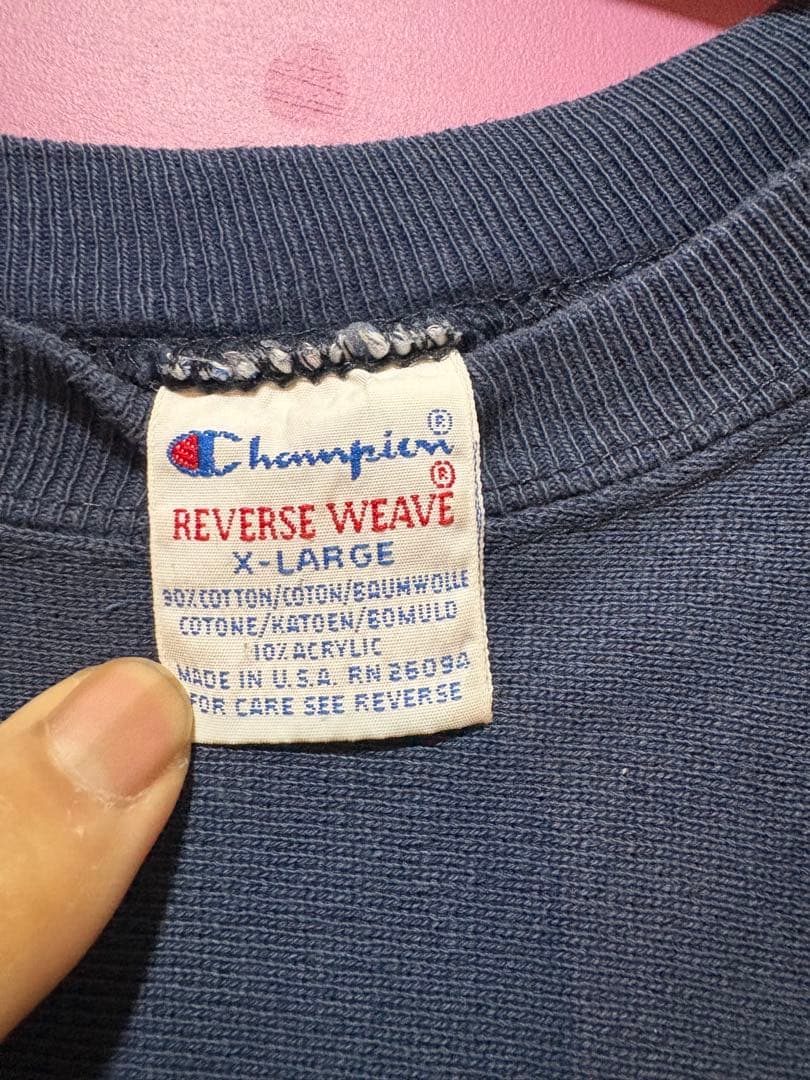 Champion®
REVERSE WEAVE®
X-LARGE
90% COTTON/COTON/BAUMWOLLE
COTONE/KATOEN/BOMULD
10% ACRYLIC
MADE IN U.S.A. RN 26094
FOR CARE SEE REVERSE